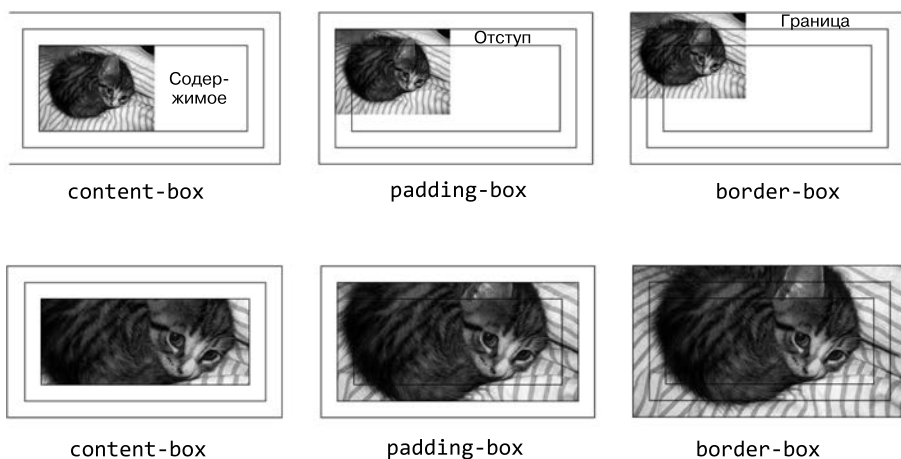 Содер-
жимое
Отступ
Граница
content-box
padding-box
border-box
content-box
padding-box
border-box